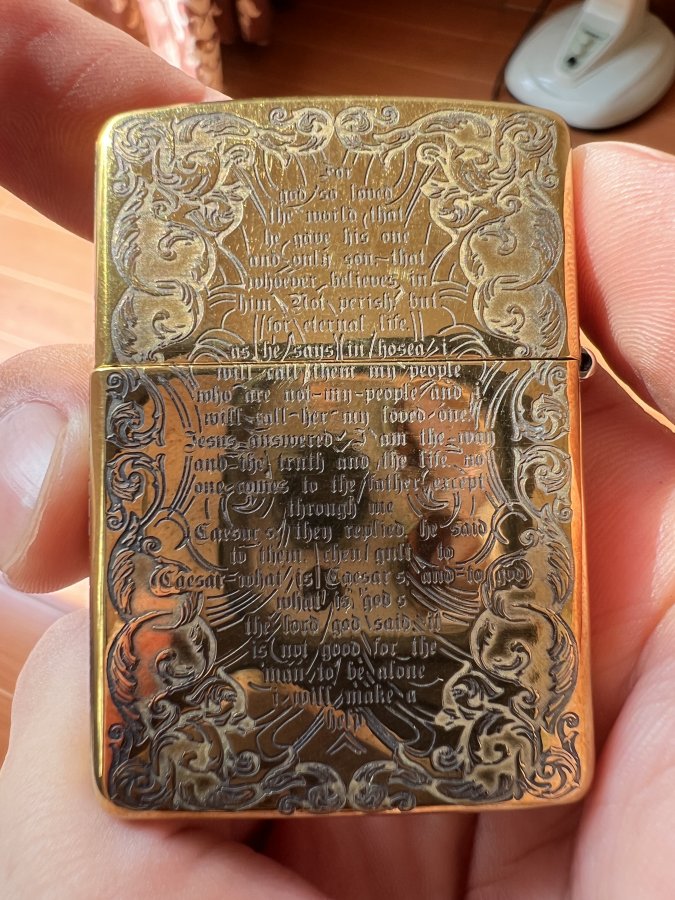 For
god so loved
the world that
he gave his one
and only son that
whoever believes in
him Not perish but
for eternal life.
as he says in hosea i
will call them my people
who are not my people and i
will call her my loved one
Jesus answered I am the way
and the truth and the life no
one comes to the father except
through me
Caesar s they replied he said
to them. then to
Caesar what is Caesar s, and to god
what is god s
the lord god said It
is not good for the
man to be alone
i will make a
help